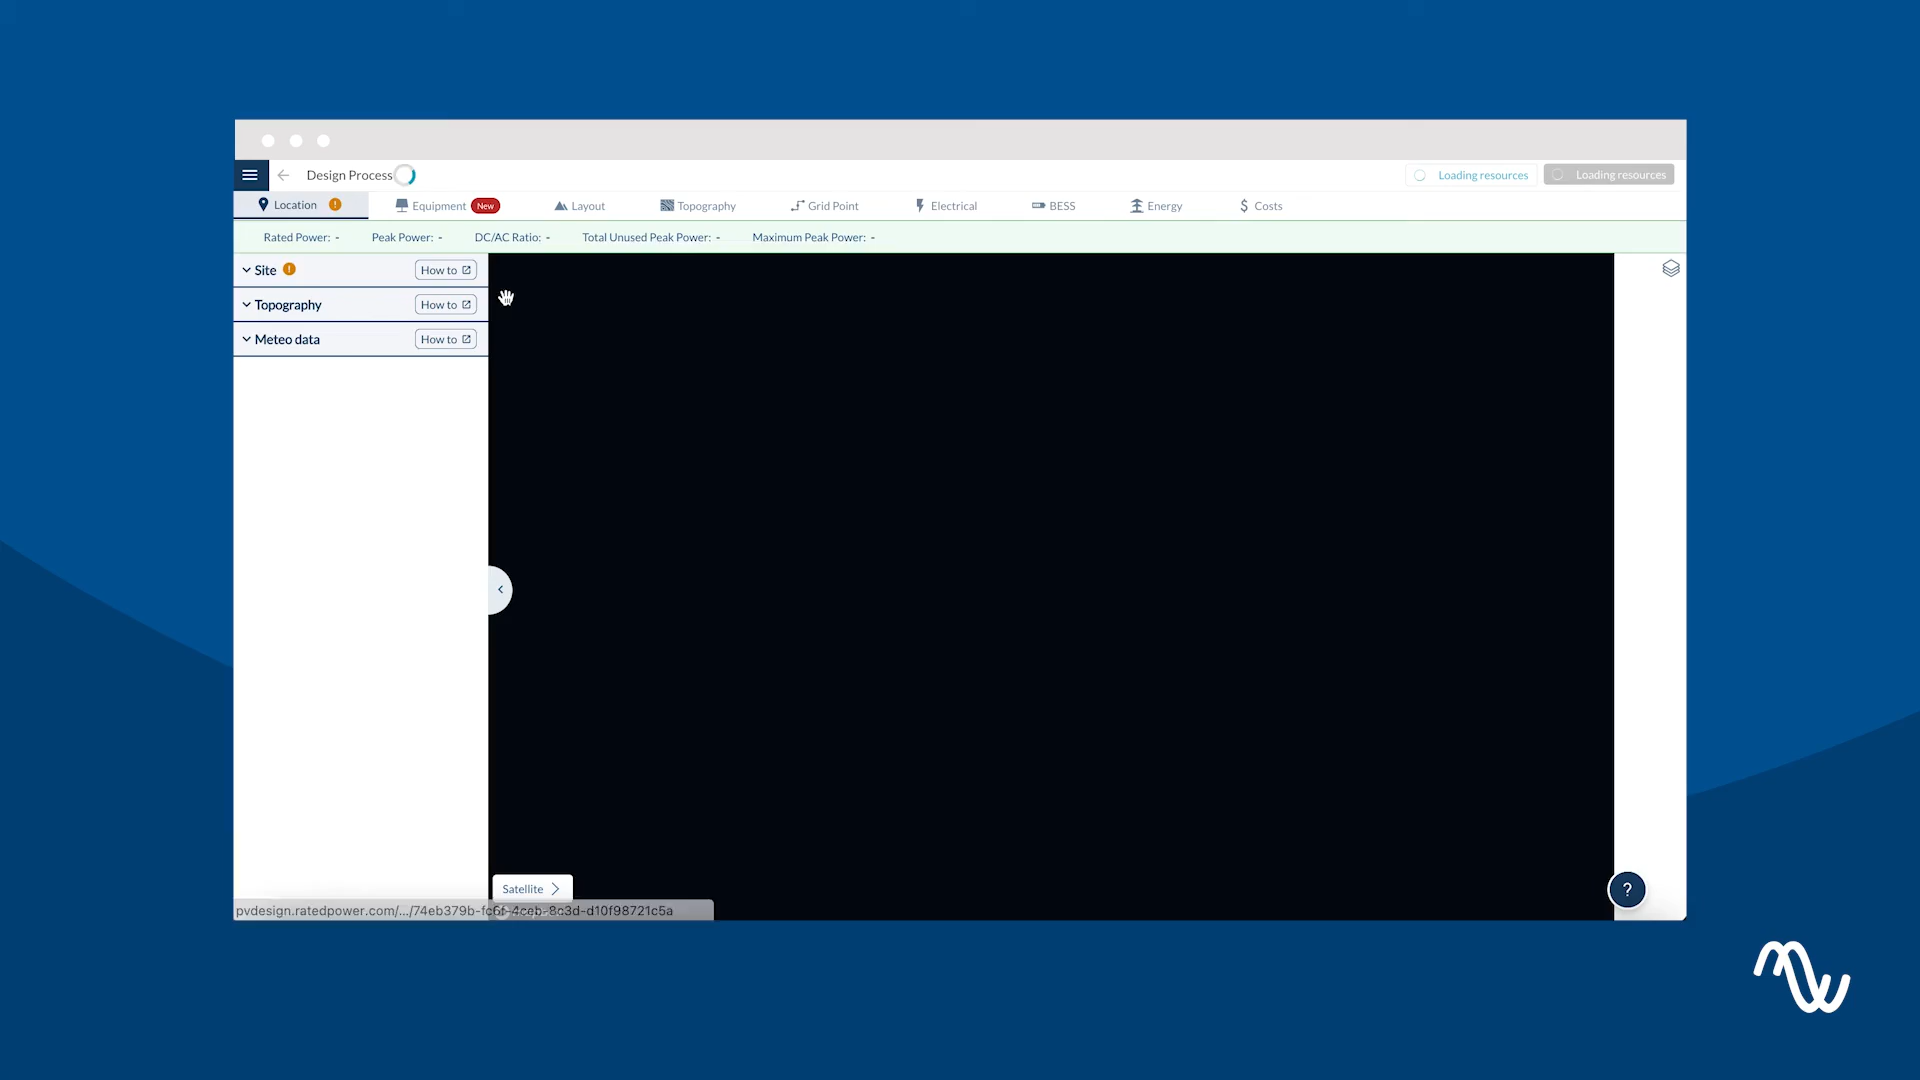 Design Process
Loading resources
Loading resources
Location
Equipment New
Layout
Topography
Grid Point
Electrical
BESS
Energy
Costs
Rated Power: -
Peak Power: -
DC/AC Ratio: -
Total Unused Peak Power: -
Maximum Peak Power: -
Site
How to
Topography
How to
Meteo data
How to
Satellite
pvdesign.ratedpower.com/.../74eb379b-fc6f-4ceb-8c3d-d10f98721c5a
?